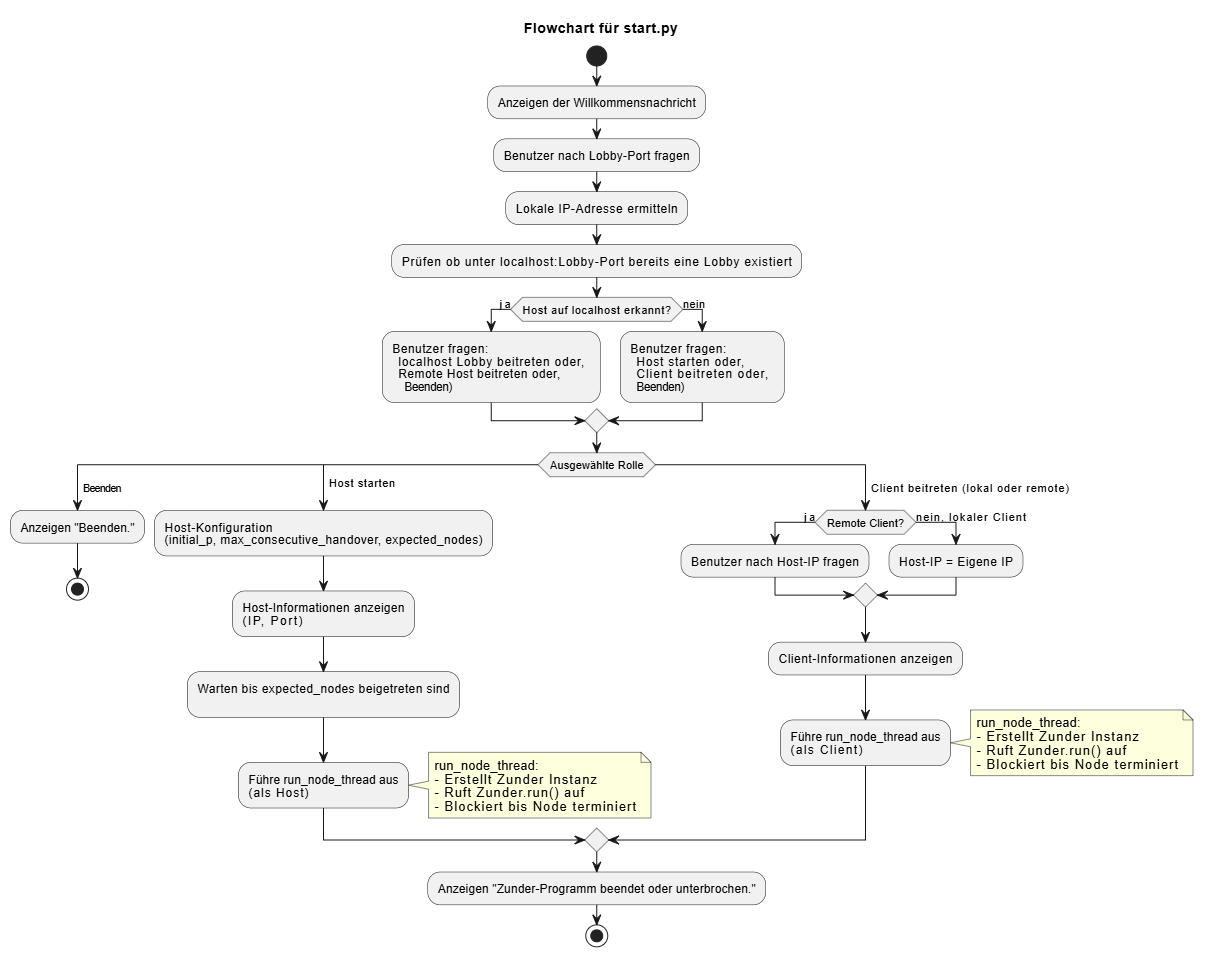 Flowchart für start.py
Anzeigen der Willkommensnachricht
Benutzer nach Lobby-Port fragen
Lokale IP-Adresse ermitteln
Prüfen ob unter localhost:Lobby-Port bereits eine Lobby existiert
ja
Host auf localhost erkannt?
nein
Benutzer fragen:
localhost Lobby beitreten oder,
Remote Host beitreten oder,
Beenden)
Benutzer fragen:
Host starten oder,
Client beitreten oder,
Beenden)
Ausgewählte Rolle
Beenden
Anzeigen "Beenden."
Host starten
Host-Konfiguration
(initial_p, max_consecutive_handover, expected_nodes)
Host-Informationen anzeigen
(IP, Port)
Warten bis expected_nodes beigetreten sind
Führe run_node_thread aus
(als Host)
run_node_thread:
- Erstellt Zunder Instanz
- Ruft Zunder.run() auf
- Blockiert bis Node terminiert
Client beitreten (lokal oder remote)
ja
Remote Client?
nein, lokaler Client
Benutzer nach Host-IP fragen
Host-IP = Eigene IP
Client-Informationen anzeigen
Führe run_node_thread aus
(als Client)
run_node_thread:
- Erstellt Zunder Instanz
- Ruft Zunder.run() auf
- Blockiert bis Node terminiert
Anzeigen "Zunder-Programm beendet oder unterbrochen."